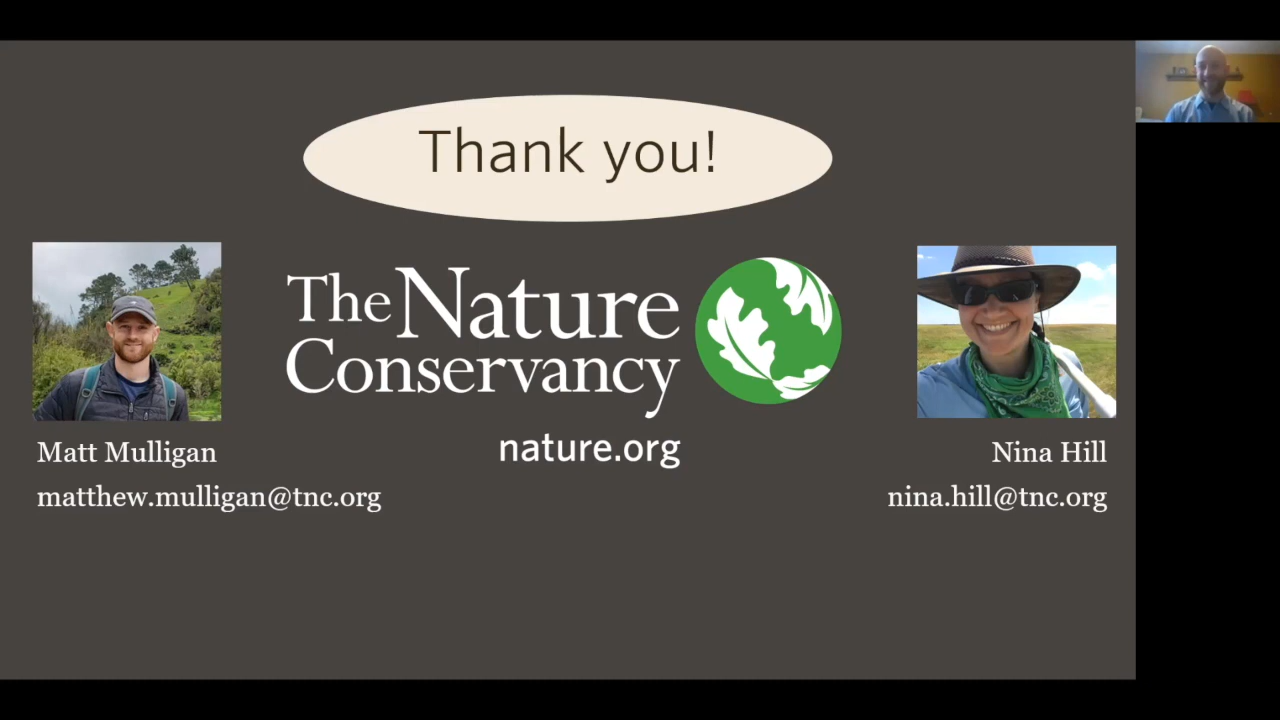 Thank you!
The Nature
Conservancy
nature.org
Matt Mulligan
matthew.mulligan@tnc.org
Nina Hill
nina.hill@tnc.org